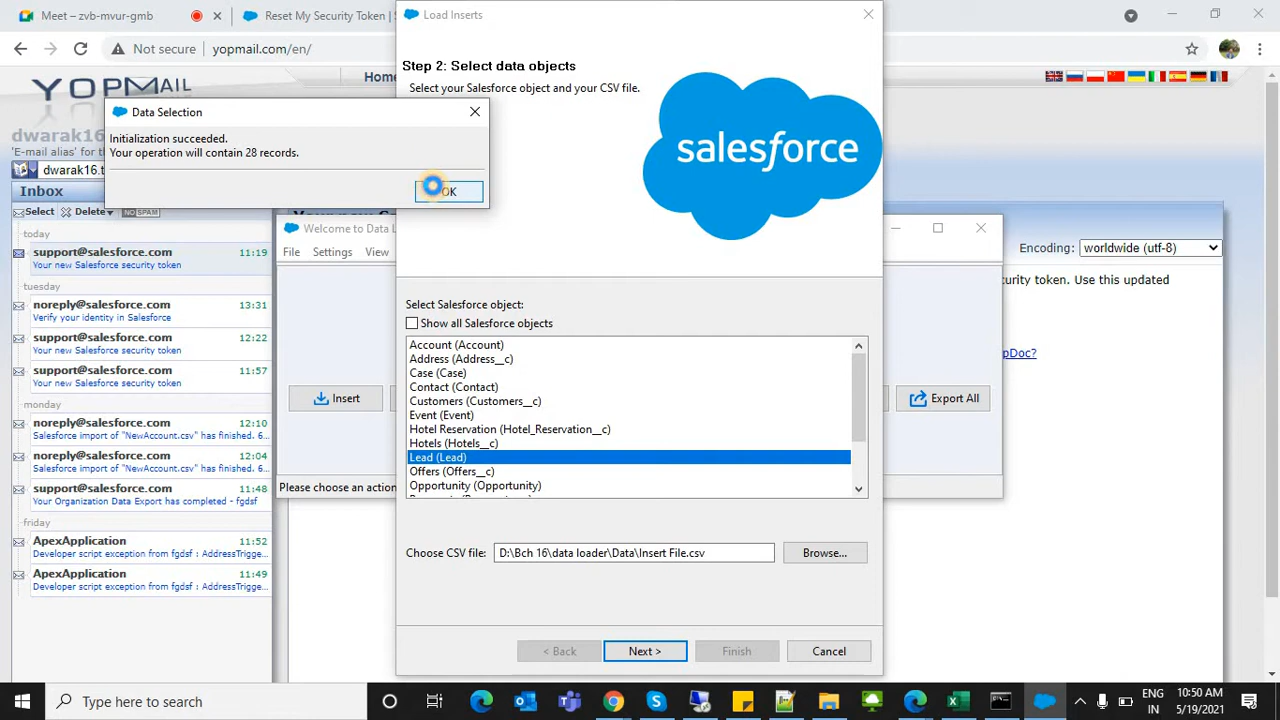 Meet – zvb-mvur-gmb
Reset My Security Token |
Not secure
yopmail.com/en/
YOPMAIL
Home
dwarak16.
'E-mail alias' for th
dwarak16.t
Inbox
Select
Delete
NO SPAM
today
support@salesforce.com 11:19
Your new Salesforce security token
tuesday
noreply@salesforce.com 13:31
Verify your identity in Salesforce
support@salesforce.com 12:22
Your new Salesforce security token
support@salesforce.com 11:57
Your new Salesforce security token
monday
noreply@salesforce.com 12:10
Salesforce import of "NewAccount.csv" has finished. 6...
noreply@salesforce.com 12:04
Salesforce import of "NewAccount.csv" has finished. 6...
support@salesforce.com 11:48
Your Organization Data Export has completed - fgdsf
friday
ApexApplication 11:52
Developer script exception from fgdsf : AddressTrigge...
ApexApplication 11:49
Developer script exception from fgdsf : AddressTrigge...
Data Selection
Initialization succeeded.
Your operation will contain 28 records.
OK
Welcome to Data L
File Settings View
Insert
Export All
Please choose an action
Encoding: worldwide (utf-8)
curity token. Use this updated
pDoc?
Load Inserts
Step 2: Select data objects
Select your Salesforce object and your CSV file.
salesforce
Select Salesforce object:
Show all Salesforce objects
Account (Account)
Address (Address__c)
Case (Case)
Contact (Contact)
Customers (Customers__c)
Event (Event)
Hotel Reservation (Hotel_Reservation__c)
Hotels (Hotels__c)
Lead (Lead)
Offers (Offers__c)
Opportunity (Opportunity)
Choose CSV file: D:\Bch 16\data loader\Data\Insert File.csv Browse...
< Back Next > Finish Cancel
Type here to search
ENG
IN
10:50 AM
5/19/2021